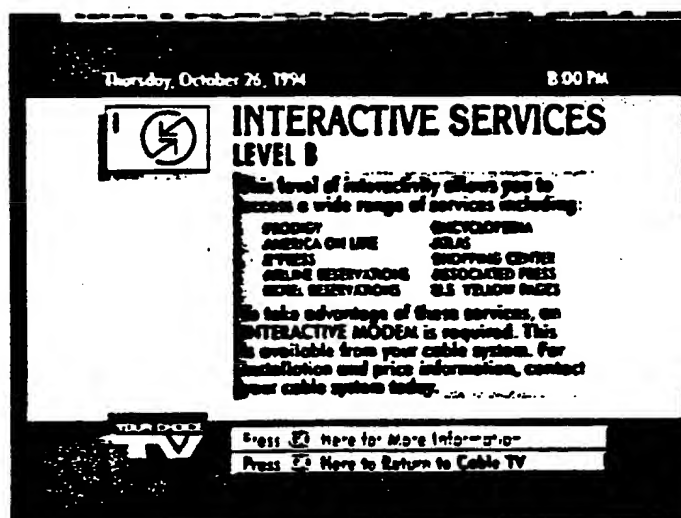 Thursday, October 26, 1994 8:00 PM
INTERACTIVE SERVICES
LEVEL B
This level of interactivity allows you to
access a wide range of services including:
PRODIGY ENCYCLOPEDIA
AMERICA ON LINE ATLAS
X*PRESS SHOPPING CENTER
AIRLINE RESERVATIONS ASSOCIATED PRESS
HOTEL RESERVATIONS U.S. YELLOW PAGES
To take advantage of these services, an
INTERACTIVE MODEM is required. This
is available from your cable system. For
installation and price information, contact
your cable system today.
TV
Press Here for More Information
Press Here to Return to Cable TV